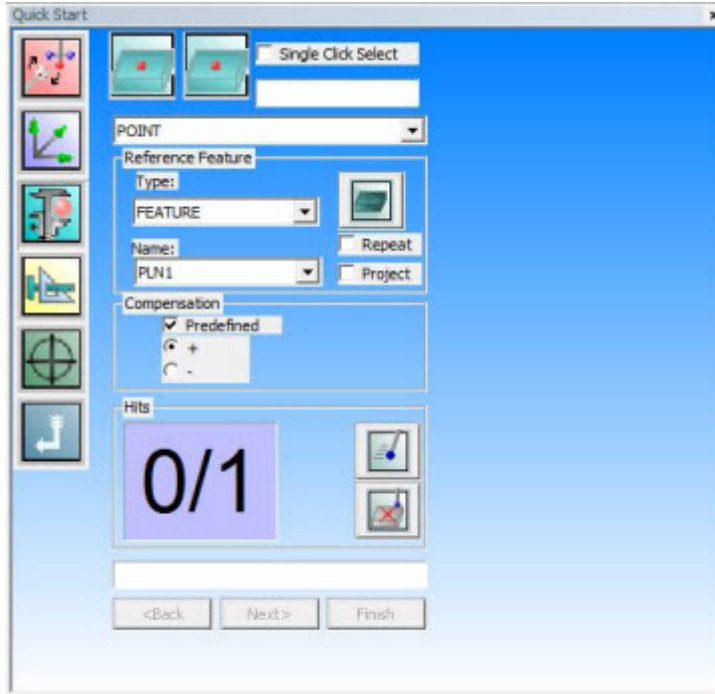 Quick Start
Single Click Select
POINT
Reference Feature
Type:
FEATURE
Name:
Repeat
PLN1
Project
Compensation
Predefined
+
-
Hits
0/1
<Back Next> Finish